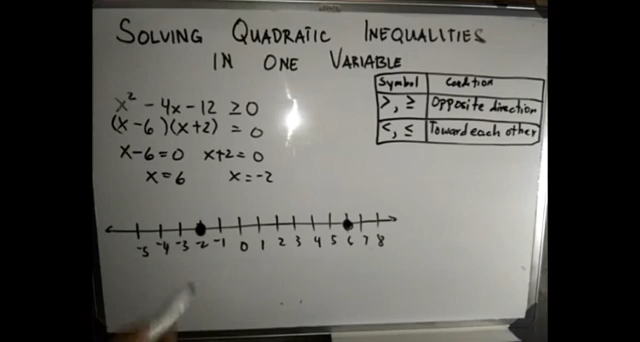 SOLVING QUADRATIC INEQUALITIES
IN ONE VARIABLE
x² - 4x - 12 ≥ 0
(x - 6)(x + 2) = 0
x - 6 = 0 x + 2 = 0
x = 6 x = -2
Symbol Condition
>, ≥ Opposite direction
<, ≤ Toward each other
-5 -4 -3 -2 -1 0 1 2 3 4 5 6 7 8